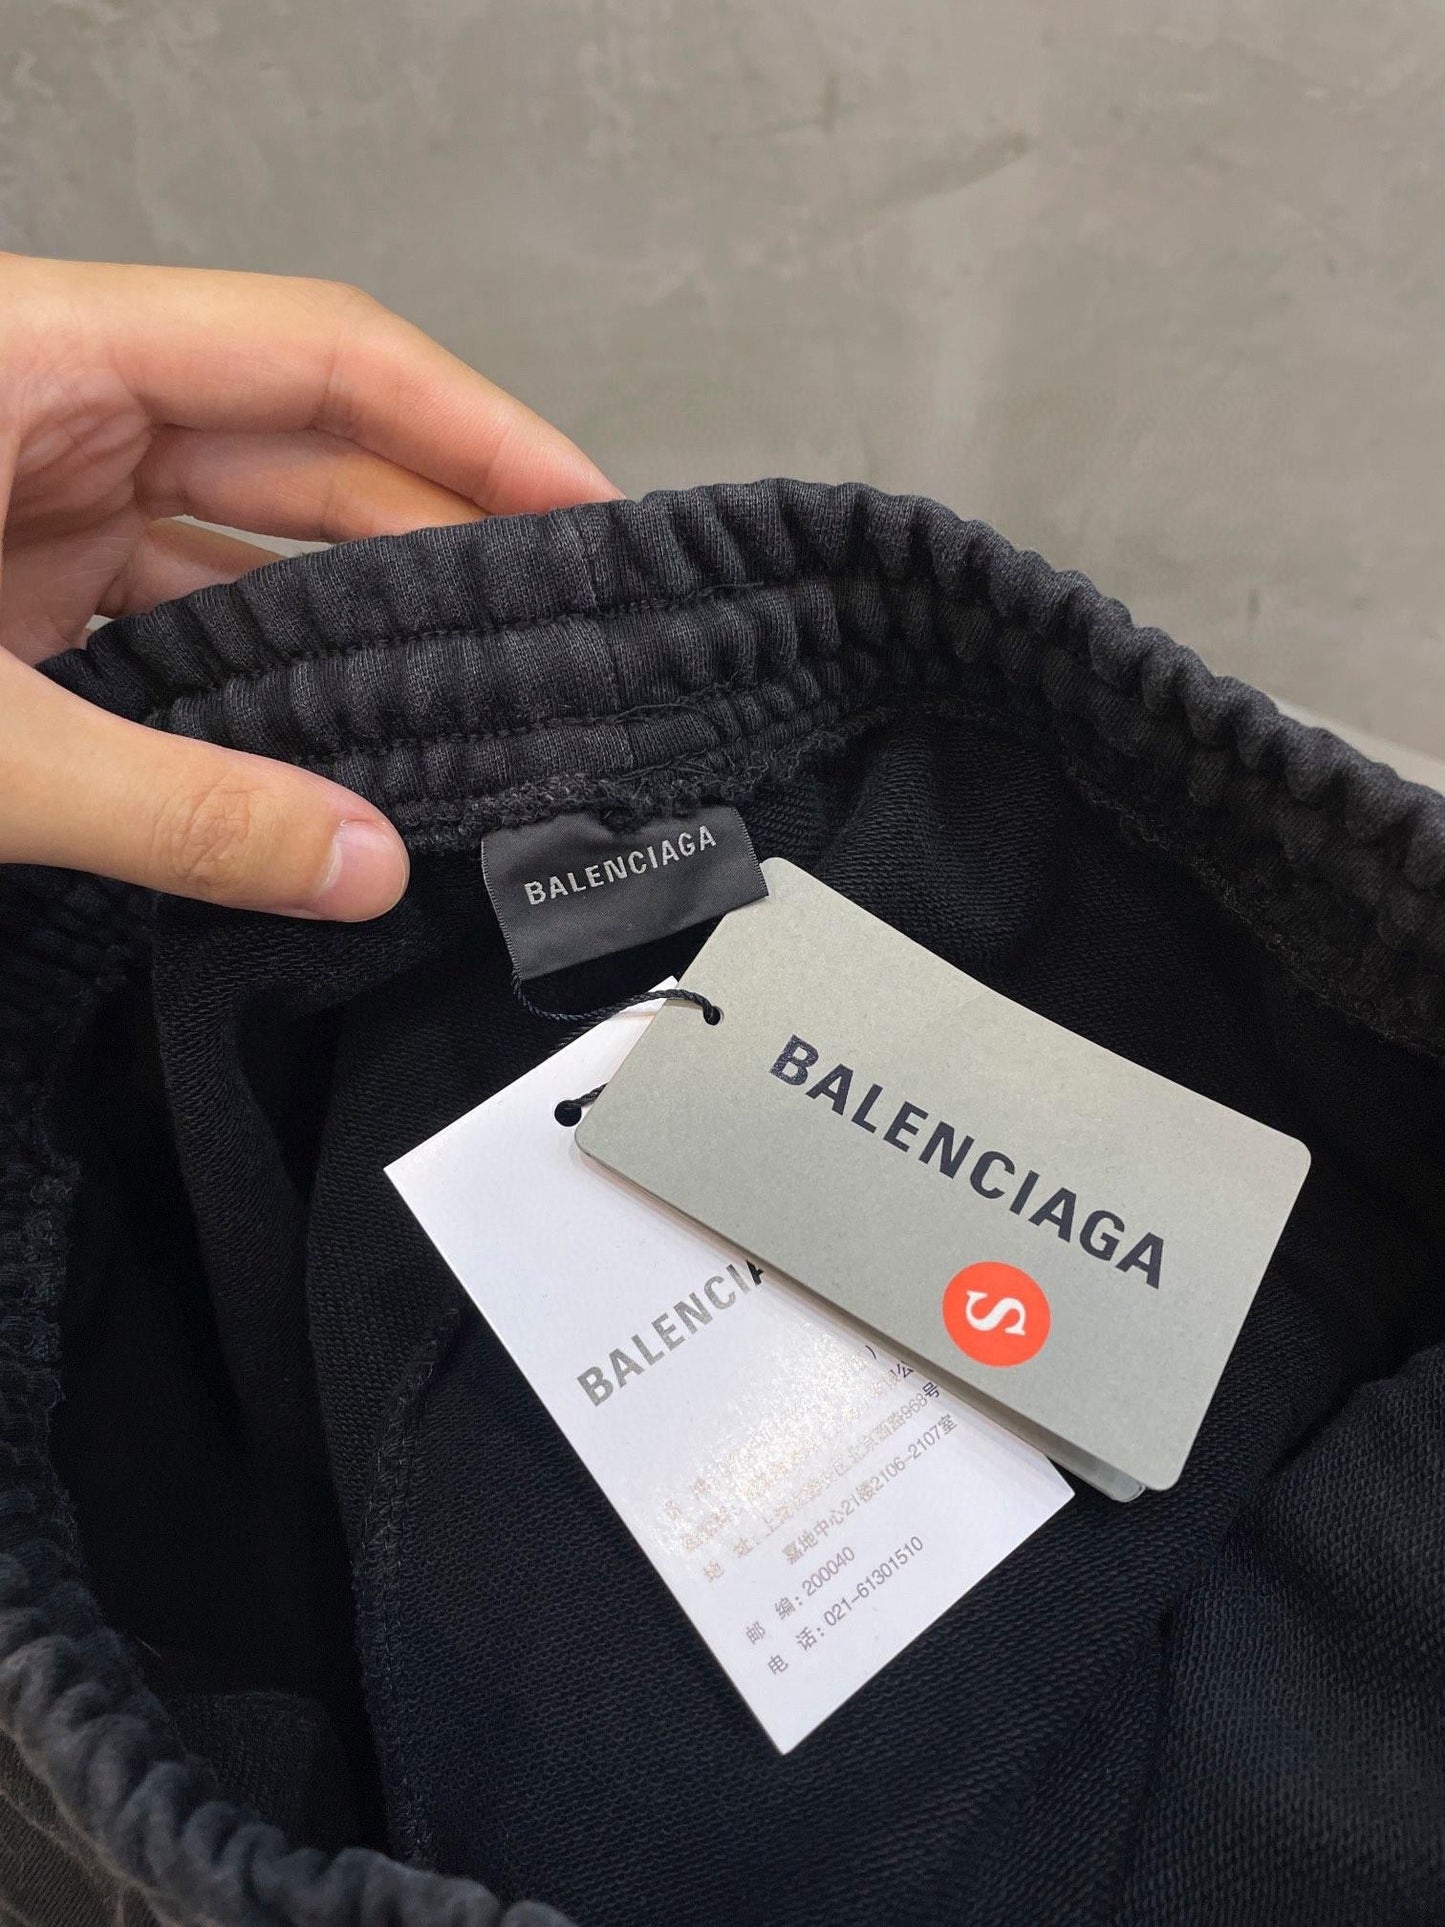 BALENCIAGA
BALENCIAGA
S
BALENCIA
地 址: 上海市静安区北京西路968号
嘉地中心21楼2106-2107室
邮 编: 200040
电 话: 021-61301510